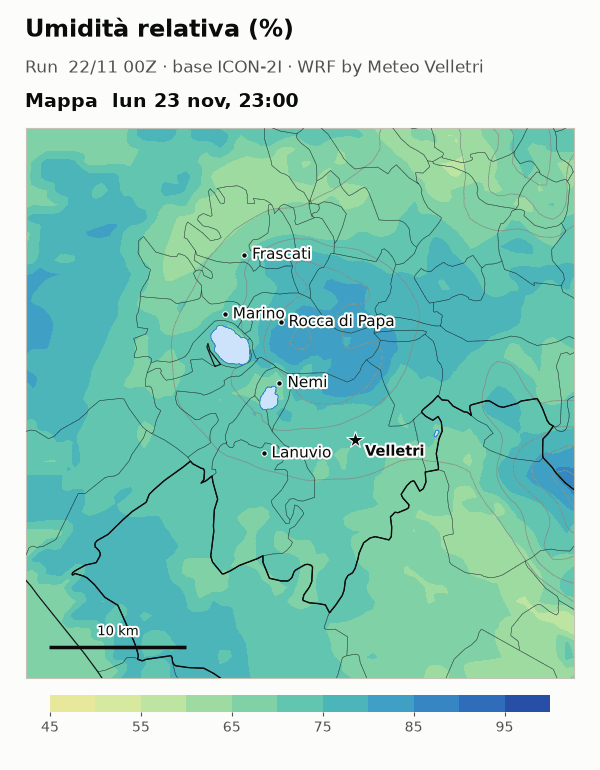 Umidità relativa (%)
Run 22/11 00Z · base ICON-2I · WRF by Meteo Velletri
Mappa lun 23 nov, 23:00
Frascati
Marino
Rocca di Papa
Nemi
Velletri
Lanuvio
10 km
45 55 65 75 85 95